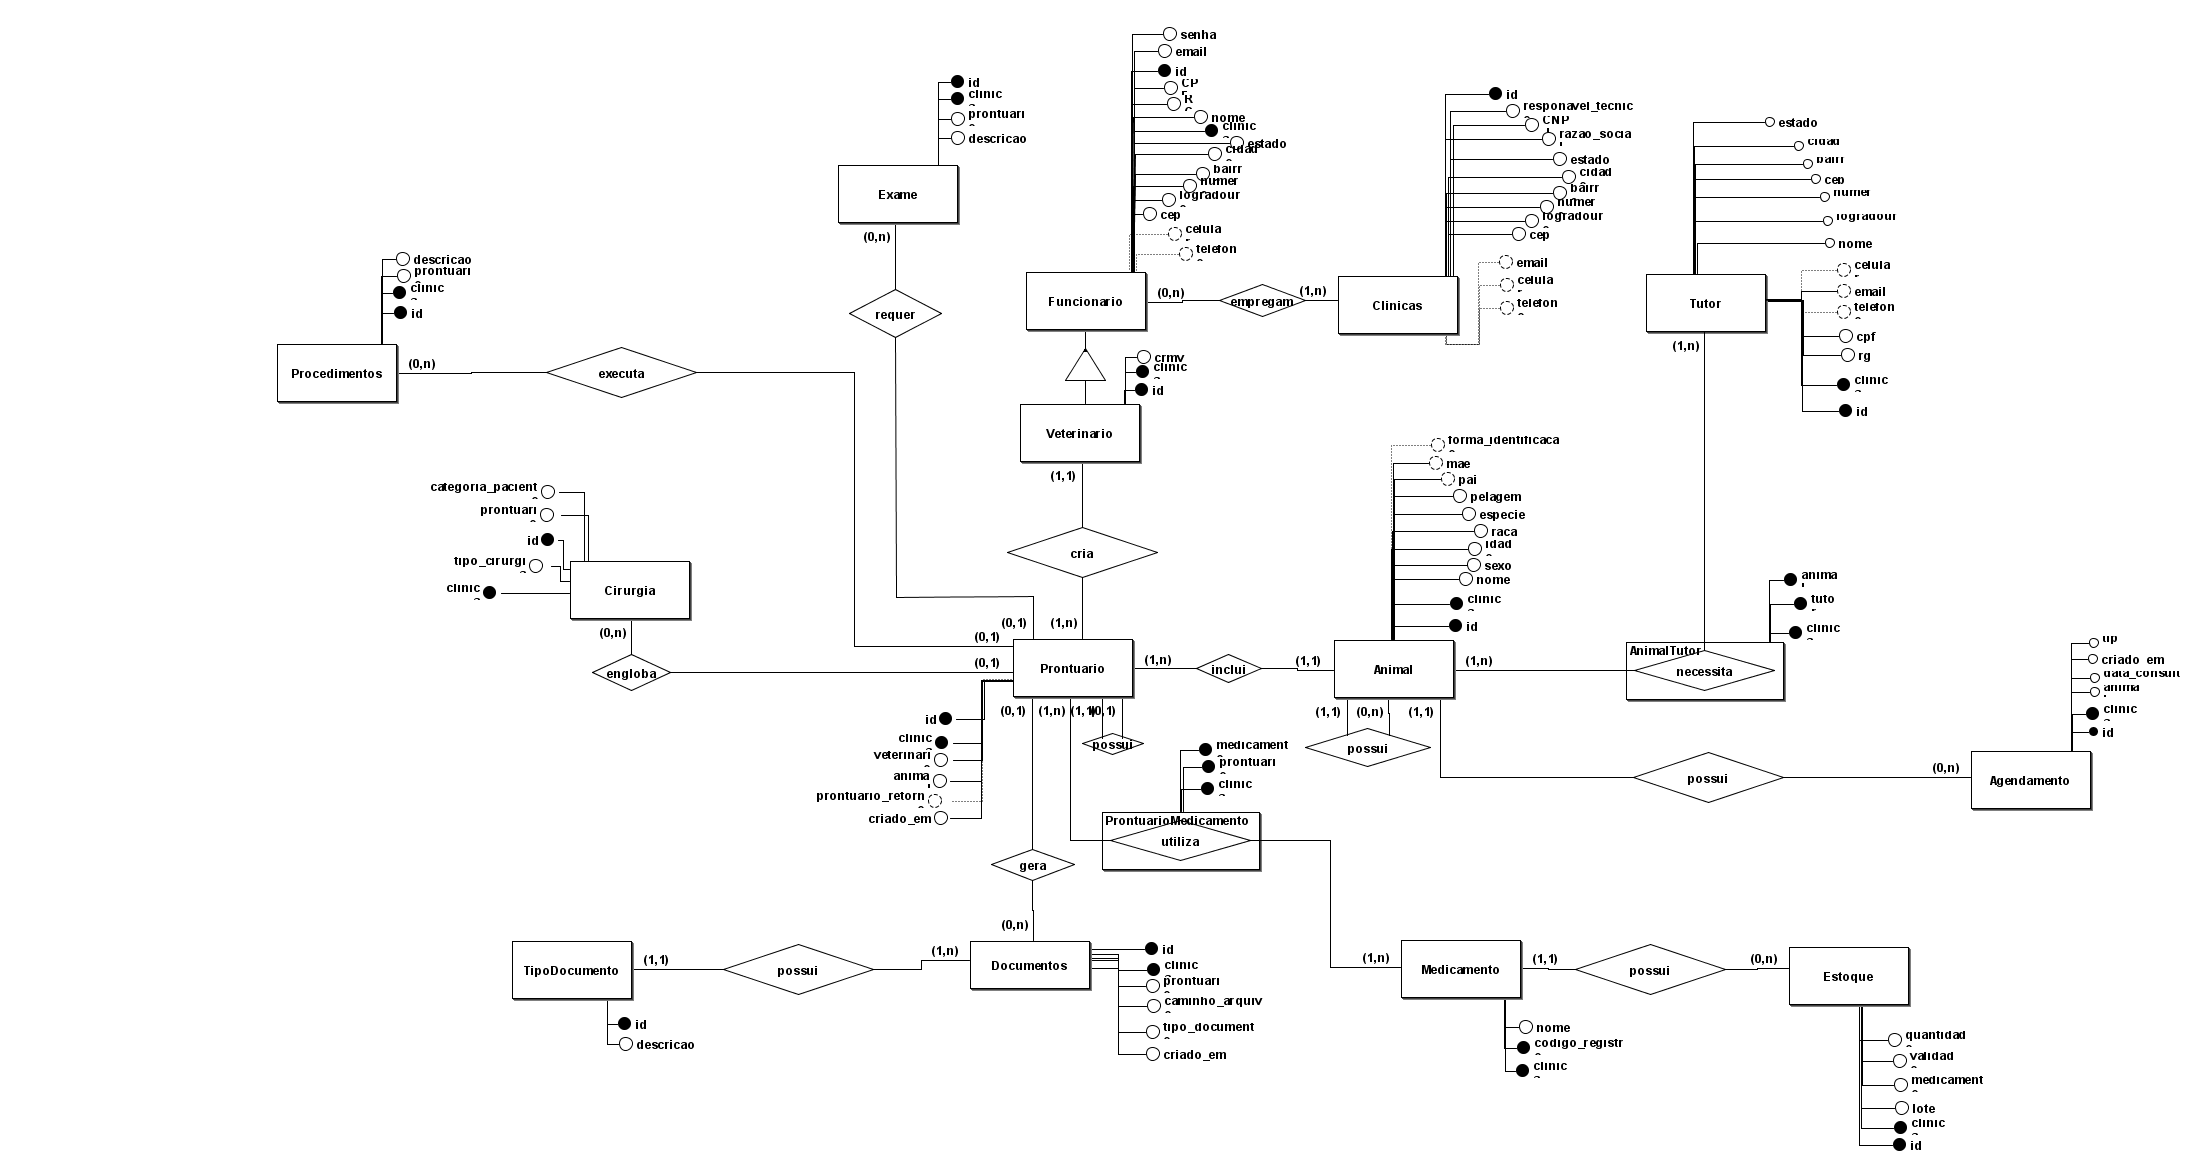 senha
email
id
CP
R
nome
clinic
estado
cidad
bairr
numer
logradour
cep
celula
telefon
id
clinic
prontuari
descricao
Exame
(0,n)
requer
id
responavel_tecnic
CNP
razao_socia
estado
cidad
bairr
numer
logradour
cep
email
celula
telefon
estado
cidad
bairr
cep
numer
logradour
nome
celula
email
telefon
cpf
rg
clinic
id
Funcionario
(0,n)
empregam
(1,n)
Clinicas
Tutor
(1,n)
descricao
prontuari
clinic
id
Procedimentos
(0,n)
executa
crmv
clinic
id
Veterinario
(1,1)
cria
(1,n)
forma_identificaca
mae
pai
pelagem
especie
raca
idad
sexo
nome
clinic
id
categoria_pacient
prontuari
id
tipo_cirurgi
clinic
Cirurgia
(0,n)
engloba
(0,1)
(0,1)
(0,1)
Prontuario
(1,n)
inclui
(1,1)
Animal
(1,n)
anima
tuto
clinic
AnimalTutor
necessita
up
criado_em
data_consult
anima
clinic
id
(0,1)
(1,n)
(1,1)
(0,1)
possui
(1,1)
(0,n)
(1,1)
possui
possui
(0,n)
Agendamento
id
clinic
veterinari
anima
prontuario_retorn
criado_em
medicament
prontuari
clinic
ProntuarioMedicamento
utiliza
gera
(0,n)
TipoDocumento
(1,1)
possui
(1,n)
Documentos
id
descricao
id
clinic
prontuari
caminho_arquiv
tipo_document
criado_em
(1,n)
Medicamento
(1,1)
possui
(0,n)
Estoque
nome
codigo_registr
clinic
quantidad
validad
medicament
lote
clinic
id